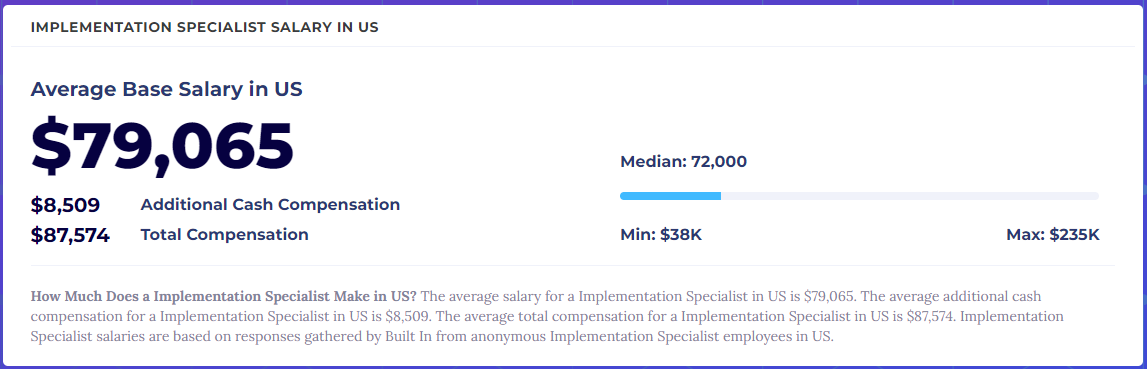 IMPLEMENTATION SPECIALIST SALARY IN US
Average Base Salary in US
$79,065
$8,509 Additional Cash Compensation
$87,574 Total Compensation
Median: 72,000
Min: $38K Max: $235K
How Much Does a Implementation Specialist Make in US? The average salary for a Implementation Specialist in US is $79,065. The average additional cash
compensation for a Implementation Specialist in US is $8,509. The average total compensation for a Implementation Specialist in US is $87,574. Implementation
Specialist salaries are based on responses gathered by Built In from anonymous Implementation Specialist employees in US.